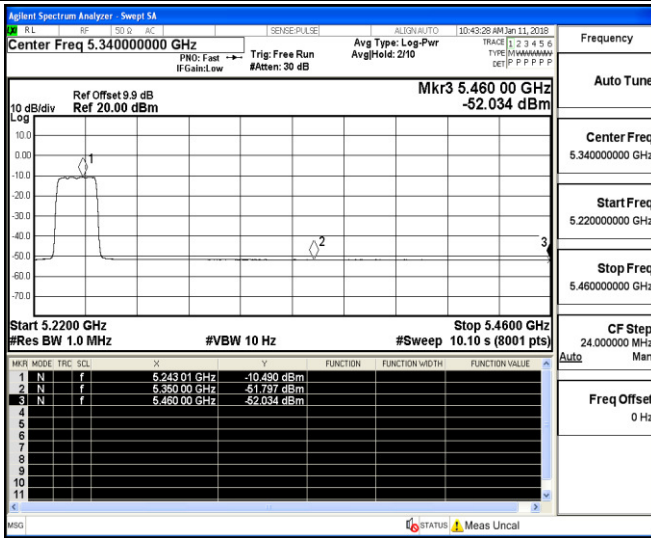 Agilent Spectrum Analyzer - Swept SA
RL RF 50 Ω AC SENSE:PULSE ALIGN AUTO 10:43:28 AM Jan 11, 2018
Center Freq 5.340000000 GHz
PNO: Fast
IFGain:Low
Trig: Free Run
#Atten: 30 dB
Avg Type: Log-Pwr
Avg|Hold: 2/10
TRACE 1 2 3 4 5 6
TYPE MWWWWW
DET P P P P P P
Ref Offset 9.9 dB
10 dB/div Ref 20.00 dBm
Log
Mkr3 5.460 00 GHz
-52.034 dBm
10.0
0.00
-10.0
-20.0
-30.0
-40.0
-50.0
-60.0
-70.0
1
2
3
Start 5.2200 GHz Stop 5.4600 GHz
#Res BW 1.0 MHz #VBW 10 Hz #Sweep 10.10 s (8001 pts)
MKR MODE TRC SCL X Y FUNCTION FUNCTION WIDTH FUNCTION VALUE
1 N f 5.243 01 GHz -10.490 dBm
2 N f 5.350 00 GHz -51.797 dBm
3 N f 5.460 00 GHz -52.034 dBm
4
5
6
7
8
9
10
11
MSG STATUS Meas Uncal
Frequency
Auto Tune
Center Freq
5.340000000 GHz
Start Freq
5.220000000 GHz
Stop Freq
5.460000000 GHz
CF Step
24.000000 MHz
Auto Man
Freq Offset
0 Hz